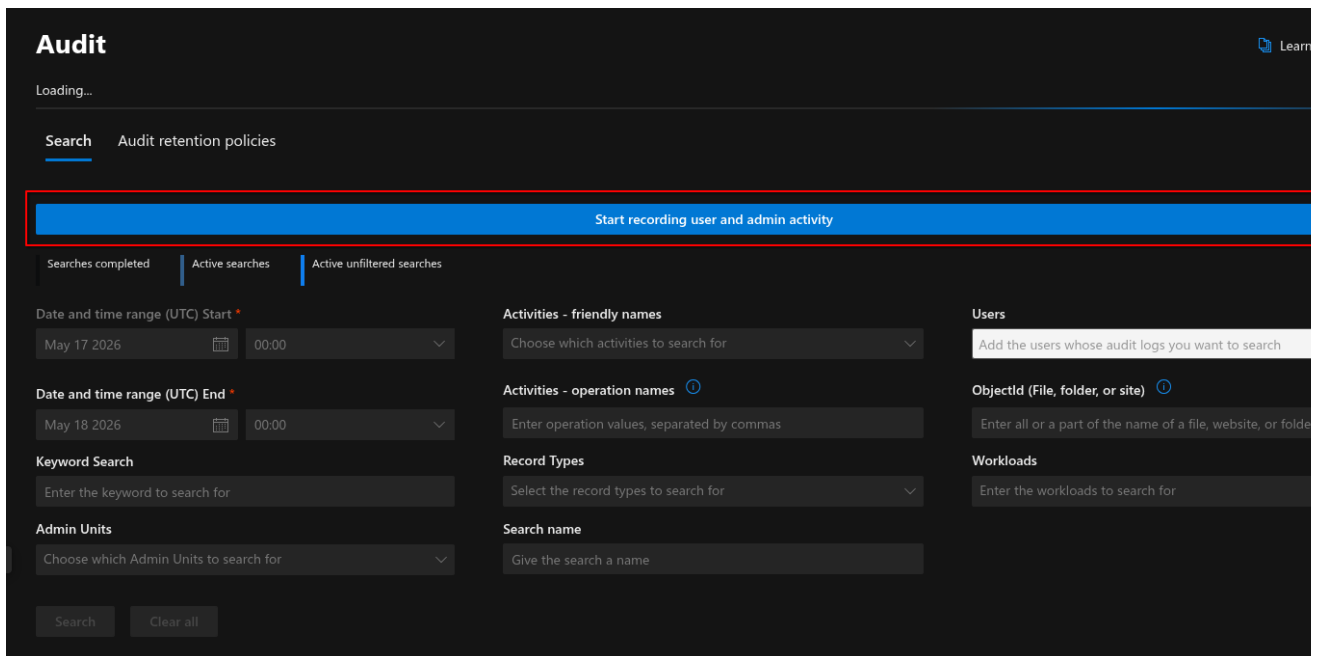 Audit
Learn
Loading...
Search
Audit retention policies
Start recording user and admin activity
Searches completed
Active searches
Active unfiltered searches
Date and time range (UTC) Start *
Activities - friendly names
Users
May 17 2026
00:00
Choose which activities to search for
Add the users whose audit logs you want to search
Date and time range (UTC) End *
Activities - operation names
ObjectId (File, folder, or site)
May 18 2026
00:00
Enter operation values, separated by commas
Enter all or a part of the name of a file, website, or folde
Keyword Search
Record Types
Workloads
Enter the keyword to search for
Select the record types to search for
Enter the workloads to search for
Admin Units
Search name
Choose which Admin Units to search for
Give the search a name
Search
Clear all